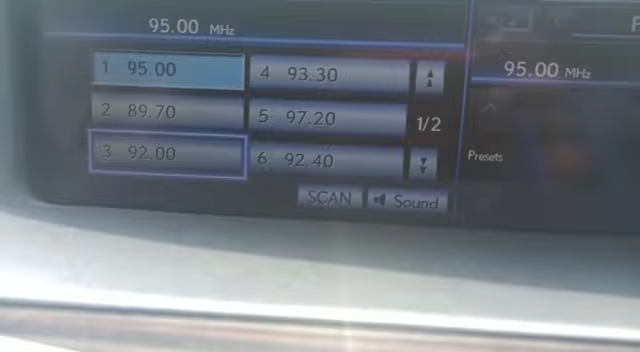 95.00 MHz
1 95.00
2 89.70
3 92.00
4 93.30
5 97.20
6 92.40
1/2
SCAN
Sound
95.00 MHz
Presets